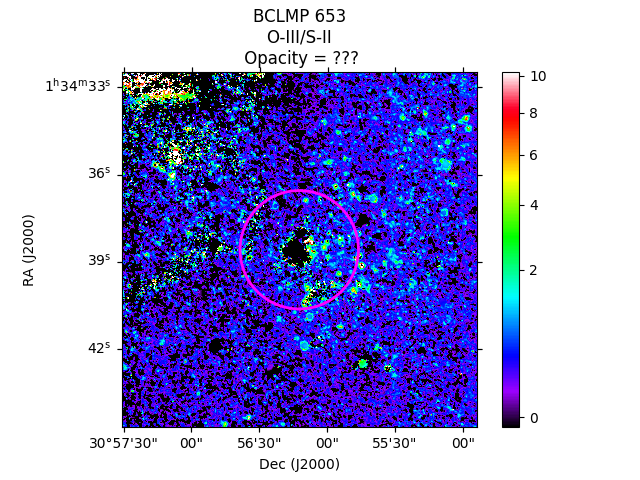 BCLMP 653
O-III/S-II
Opacity = ???
1ʰ34ᵐ33ˢ
36ˢ
39ˢ
42ˢ
RA (J2000)
30°57'30" 00" 56'30" 00" 55'30" 00"
Dec (J2000)
10
8
6
4
2
0